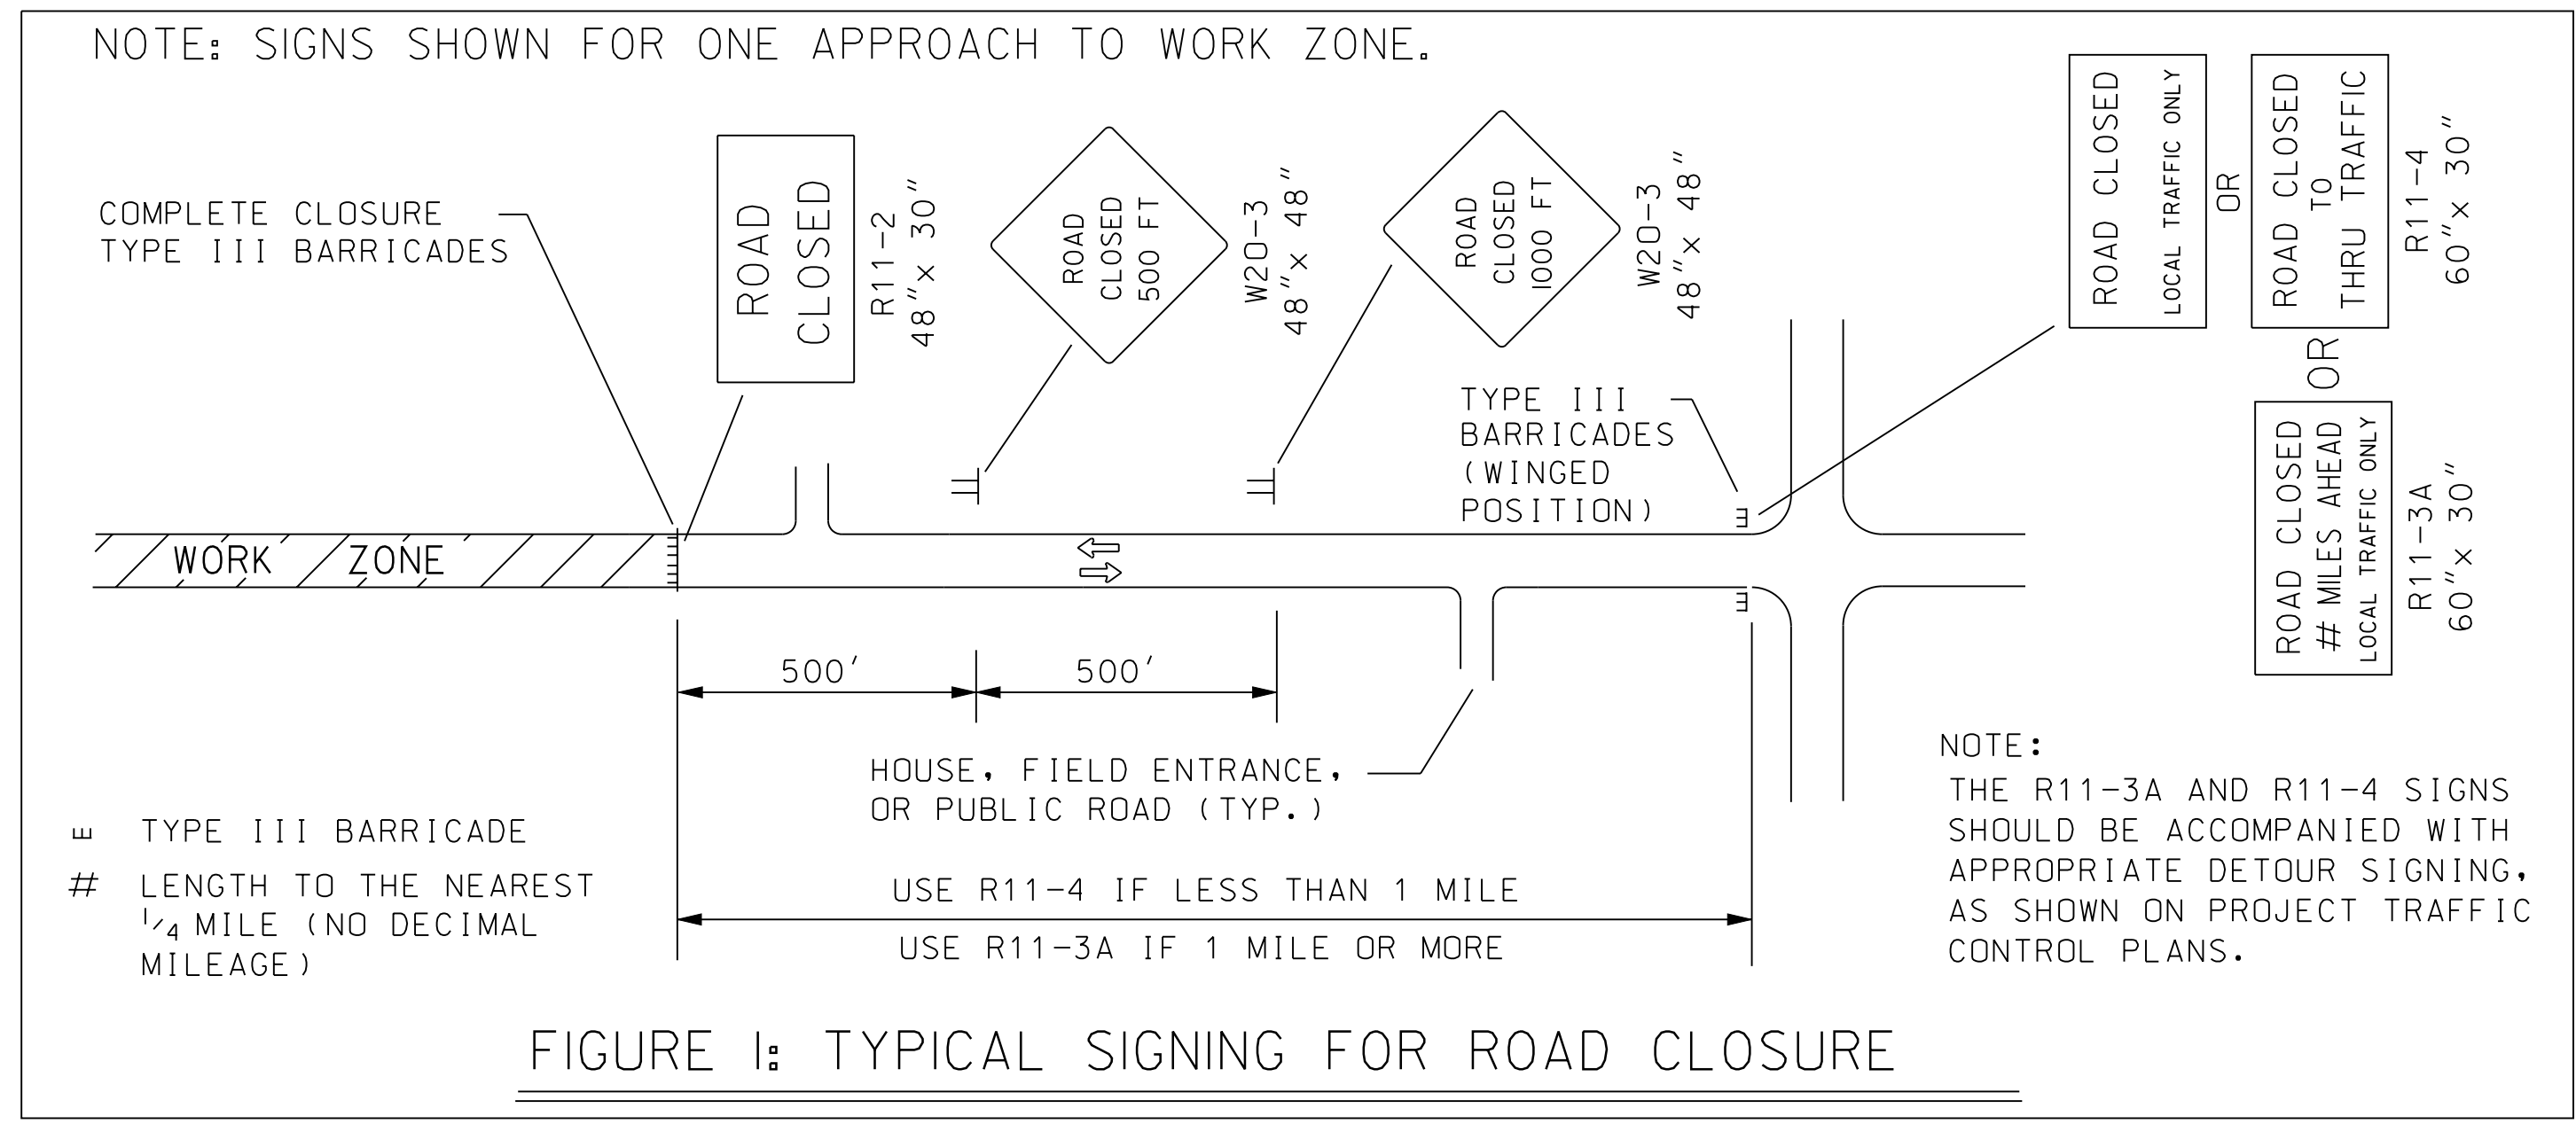 NOTE: SIGNS SHOWN FOR ONE APPROACH TO WORK ZONE.
COMPLETE CLOSURE
TYPE III BARRICADES
ROAD
CLOSED
R11-2
48"x 30"
ROAD
CLOSED
500 FT
W20-3
48"x 48"
ROAD
CLOSED
1000 FT
W20-3
48"x 48"
TYPE III
BARRICADES
(WINGED
POSITION)
ROAD CLOSED
LOCAL TRAFFIC ONLY
OR
ROAD CLOSED
TO
THRU TRAFFIC
R11-4
60"x 30"
OR
ROAD CLOSED
# MILES AHEAD
LOCAL TRAFFIC ONLY
R11-3A
60"x 30"
WORK ZONE
500'
500'
HOUSE, FIELD ENTRANCE,
OR PUBLIC ROAD (TYP.)
USE R11-4 IF LESS THAN 1 MILE
USE R11-3A IF 1 MILE OR MORE
TYPE III BARRICADE
# LENGTH TO THE NEAREST
1/4 MILE (NO DECIMAL
MILEAGE)
NOTE:
THE R11-3A AND R11-4 SIGNS
SHOULD BE ACCOMPANIED WITH
APPROPRIATE DETOUR SIGNING,
AS SHOWN ON PROJECT TRAFFIC
CONTROL PLANS.
FIGURE 1: TYPICAL SIGNING FOR ROAD CLOSURE